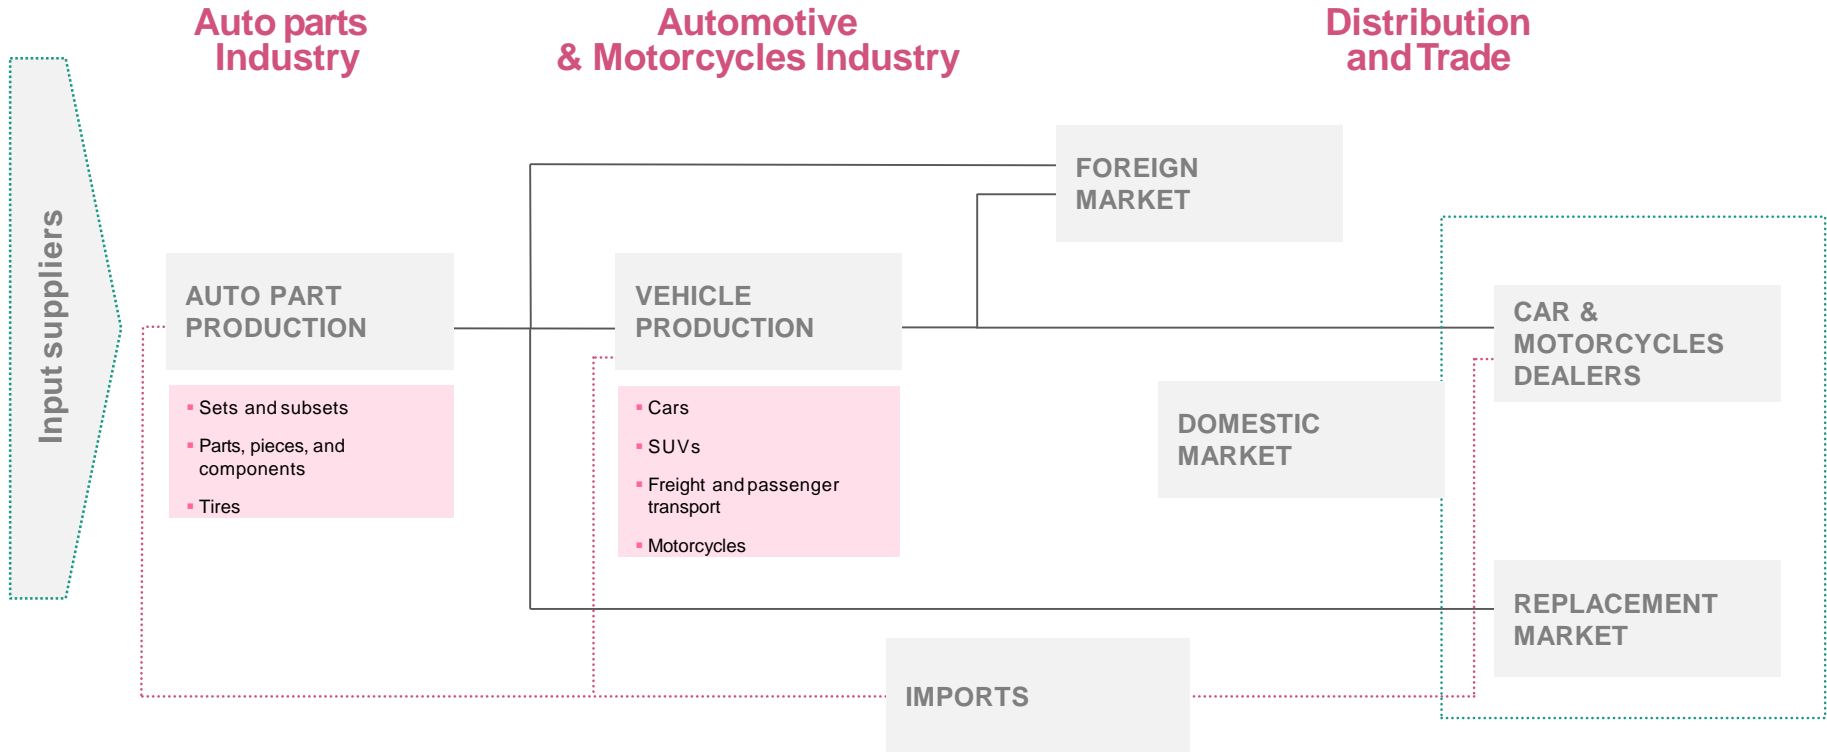 Auto parts
Industry
Automotive
& Motorcycles Industry
Distribution
and Trade
Input suppliers
FOREIGN
MARKET
AUTO PART
PRODUCTION
VEHICLE
PRODUCTION
CAR &
MOTORCYCLES
DEALERS
▪ Sets and subsets
▪ Parts, pieces, and
components
▪ Tires
▪ Cars
▪ SUVs
▪ Freight and passenger
transport
▪ Motorcycles
DOMESTIC
MARKET
REPLACEMENT
MARKET
IMPORTS